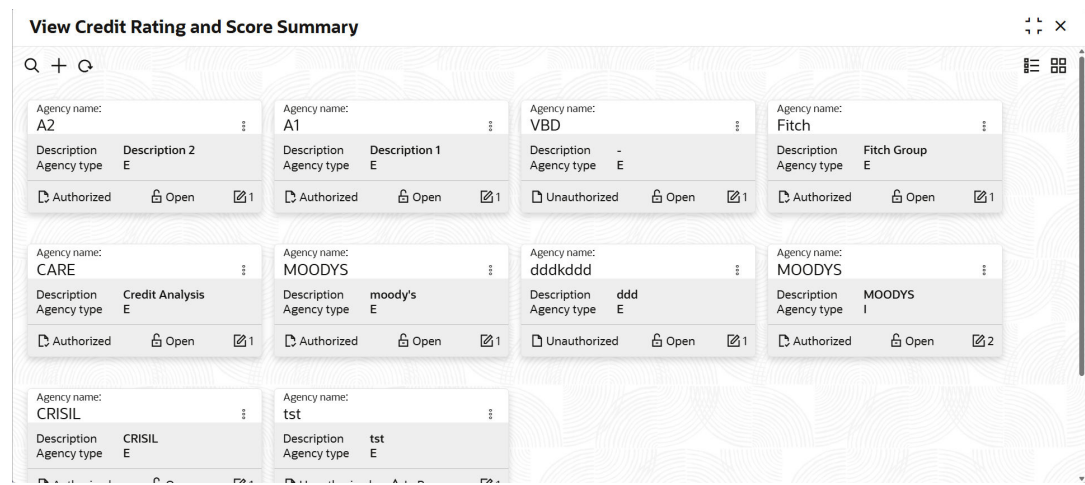 View Credit Rating and Score Summary
Agency name:
A2
Description Description 2
Agency type E
Authorized Open 1
Agency name:
A1
Description Description 1
Agency type E
Authorized Open 1
Agency name:
VBD
Description -
Agency type E
Unauthorized Open 1
Agency name:
Fitch
Description Fitch Group
Agency type E
Authorized Open 1
Agency name:
CARE
Description Credit Analysis
Agency type E
Authorized Open 1
Agency name:
MOODYS
Description moody's
Agency type E
Authorized Open 1
Agency name:
dddkddd
Description ddd
Agency type E
Unauthorized Open 1
Agency name:
MOODYS
Description MOODYS
Agency type I
Authorized Open 2
Agency name:
CRISIL
Description CRISIL
Agency type E
Agency name:
tst
Description tst
Agency type E